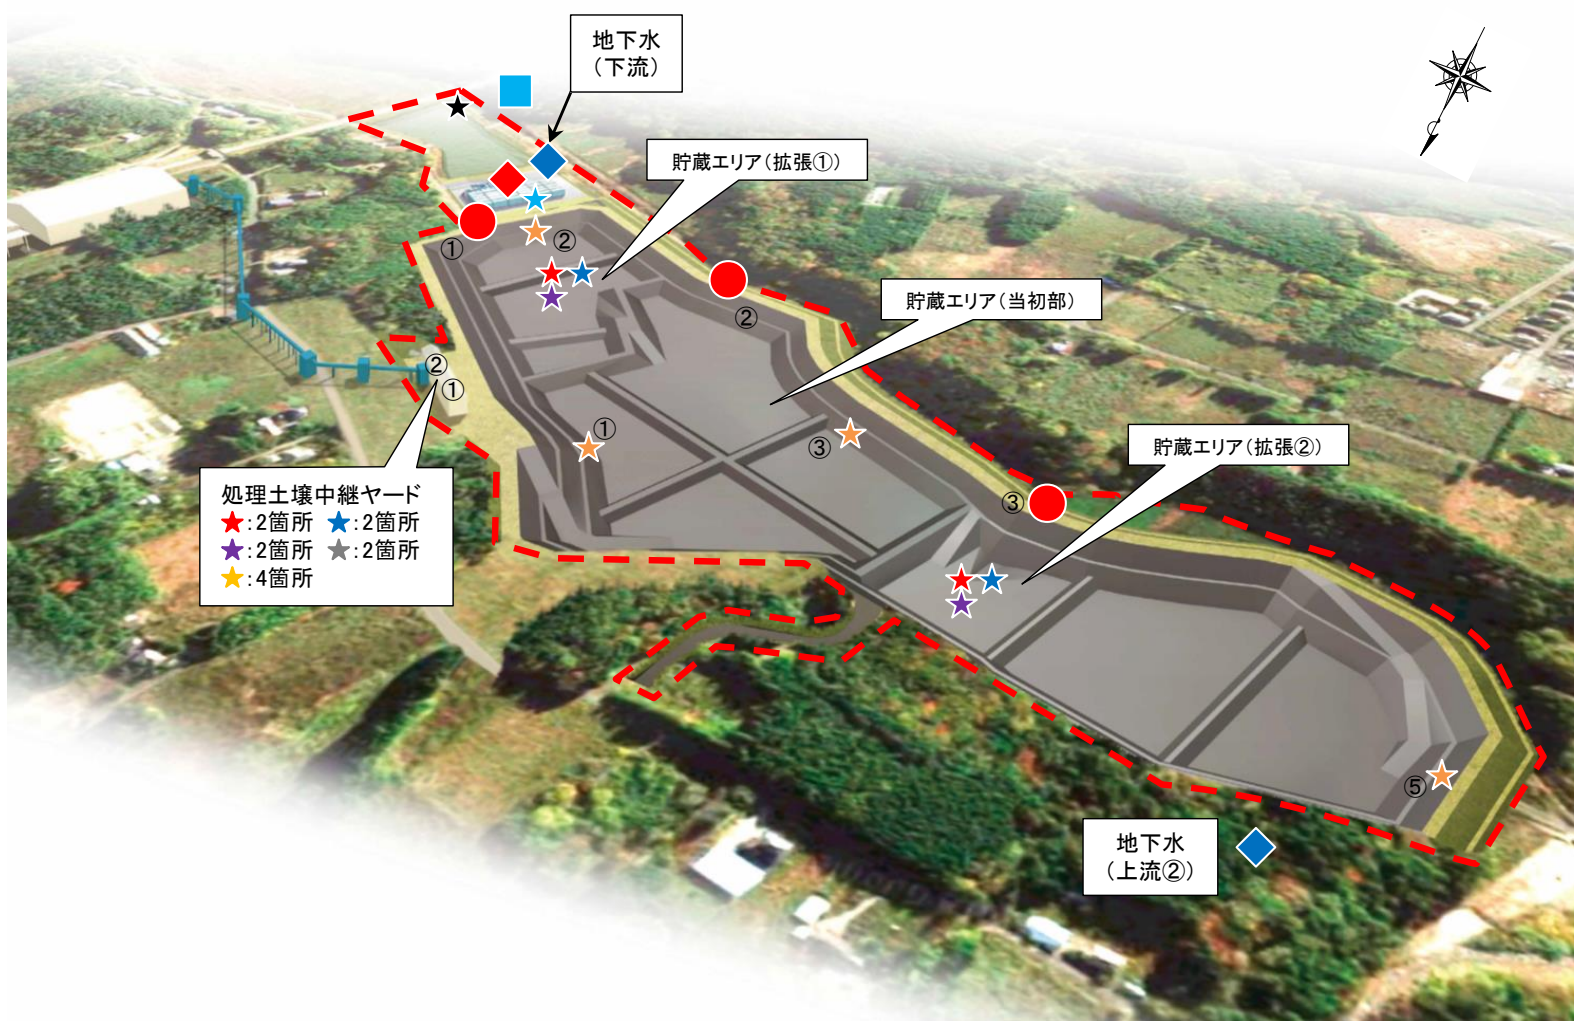 地下水
（下流）
貯蔵エリア（拡張①）
①
②
②
貯蔵エリア（当初部）
②
①
①
③
貯蔵エリア（拡張②）
③
処理土壌中継ヤード
★:2箇所 ★:2箇所
★:2箇所 ★:2箇所
★:4箇所
⑤
地下水
（上流②）